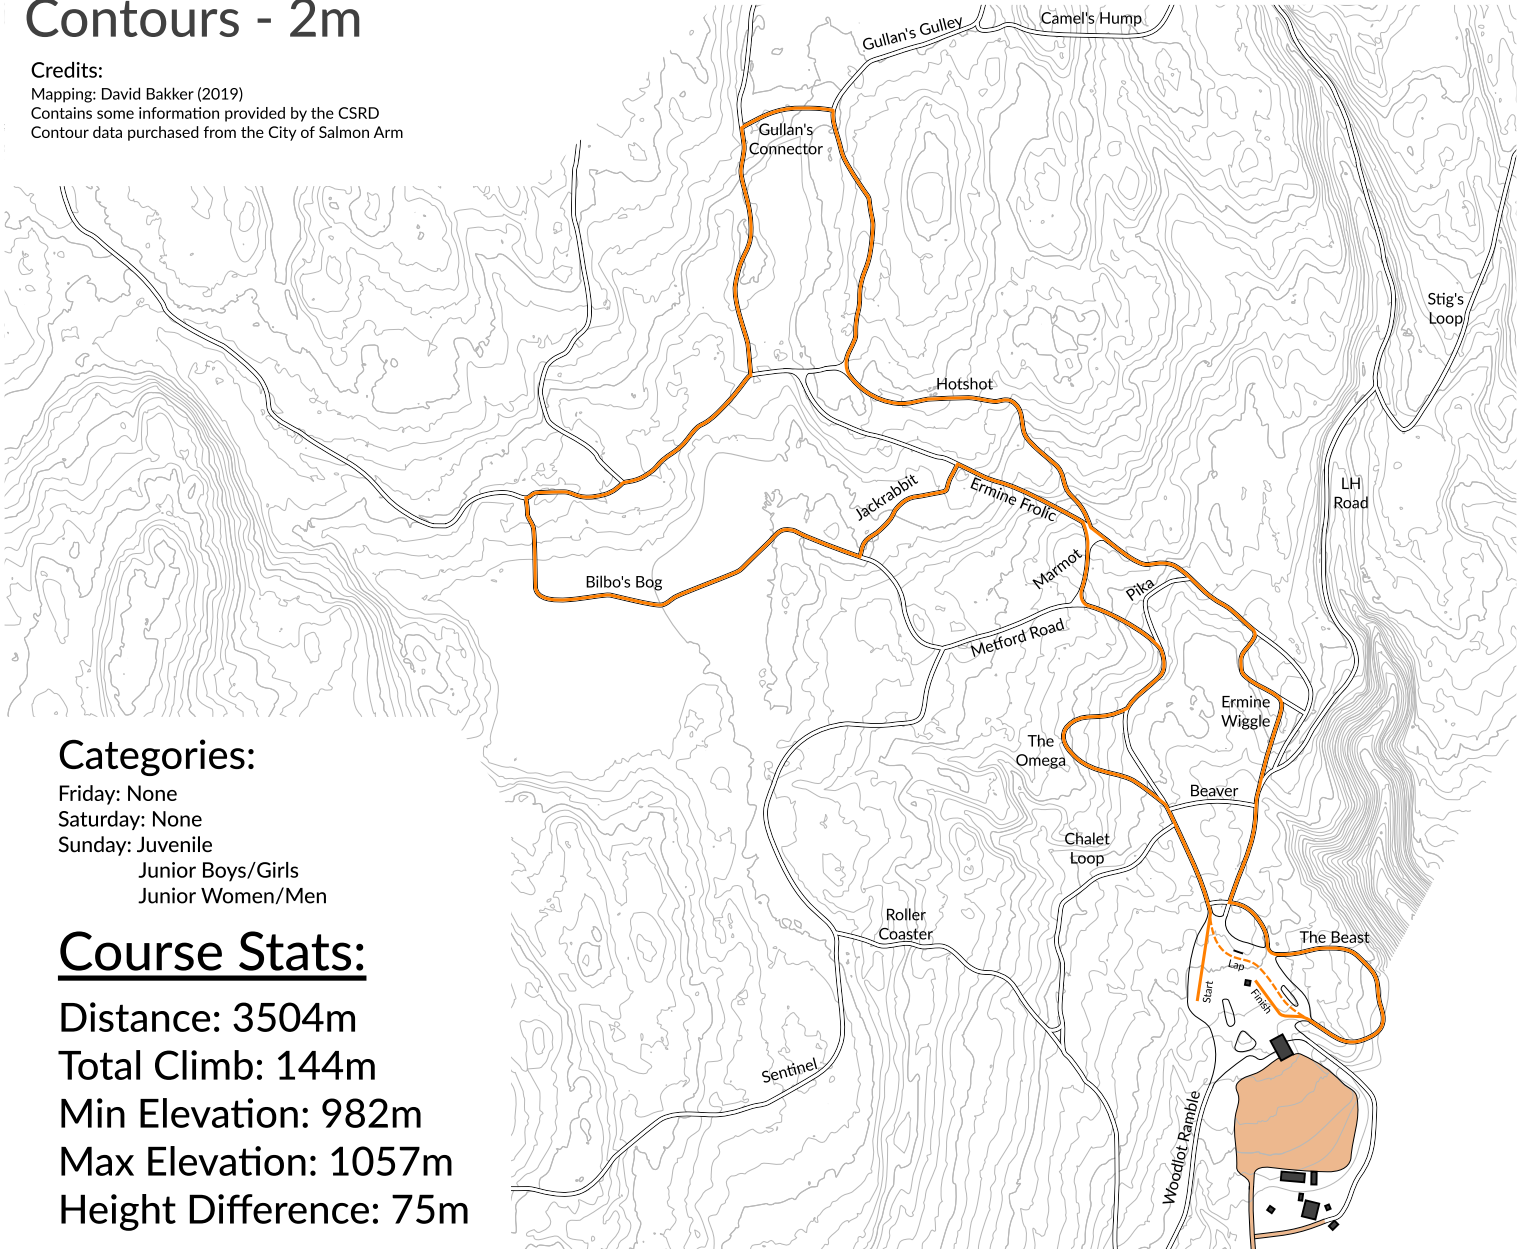 Contours - 2m
Credits:
Mapping: David Bakker (2019)
Contains some information provided by the CSRD
Contour data purchased from the City of Salmon Arm
Gullan's Gulley
Camel's Hump
Gullan's
Connector
Stig's
Loop
Hotshot
Jackrabbit
Ermine Frolic
LH
Road
Bilbo's Bog
Marmot
Pika
Metford Road
Ermine
Wiggle
The
Omega
Beaver
Chalet
Loop
Roller
Coaster
The Beast
Lap
Start
Finish
Sentinel
Woodlot Ramble
Categories:
Friday: None
Saturday: None
Sunday: Juvenile
Junior Boys/Girls
Junior Women/Men
Course Stats:
Distance: 3504m
Total Climb: 144m
Min Elevation: 982m
Max Elevation: 1057m
Height Difference: 75m